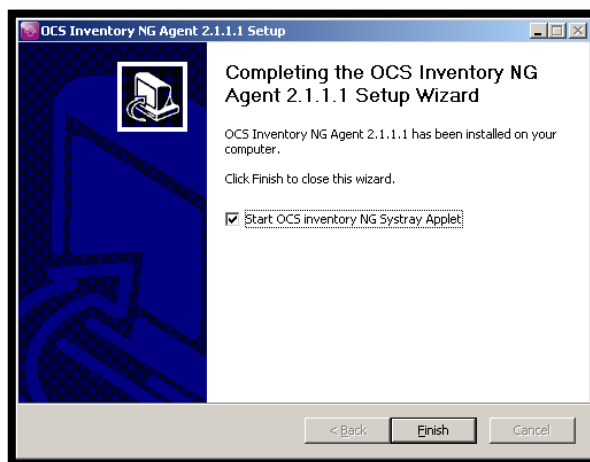 OCS Inventory NG Agent 2.1.1.1 Setup
Completing the OCS Inventory NG
Agent 2.1.1.1 Setup Wizard
OCS Inventory NG Agent 2.1.1.1 has been installed on your
computer.
Click Finish to close this wizard.
Start OCS inventory NG Systray Applet
< Back
Finish
Cancel